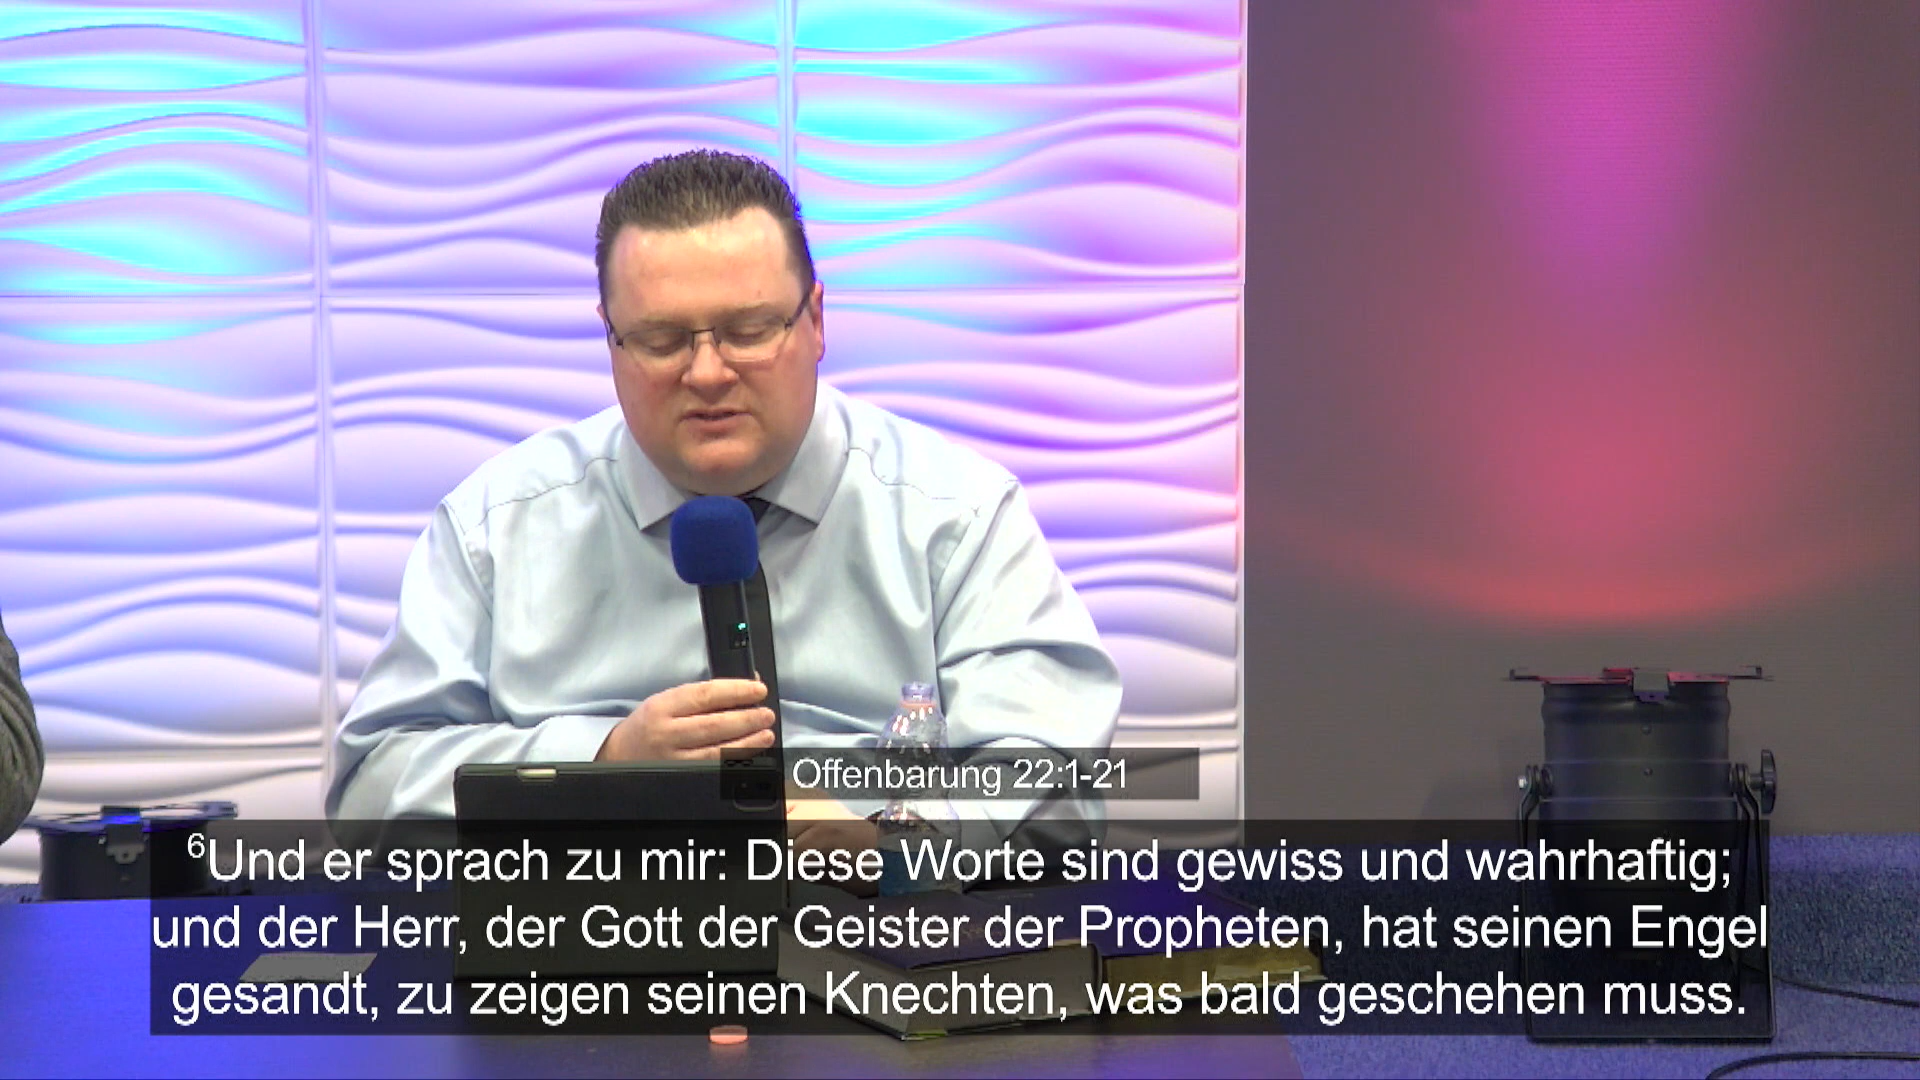 Offenbarung 22:1-21
⁶Und er sprach zu mir: Diese Worte sind gewiss und wahrhaftig;
und der Herr, der Gott der Geister der Propheten, hat seinen Engel
gesandt, zu zeigen seinen Knechten, was bald geschehen muss.